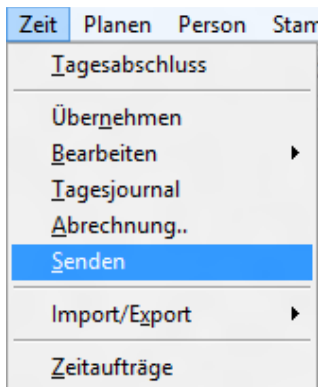 Zeit Planen Person Stam
Tagesabschluss
Übernehmen
Bearbeiten
Tagesjournal
Abrechnung..
Senden
Import/Export
Zeitaufträge